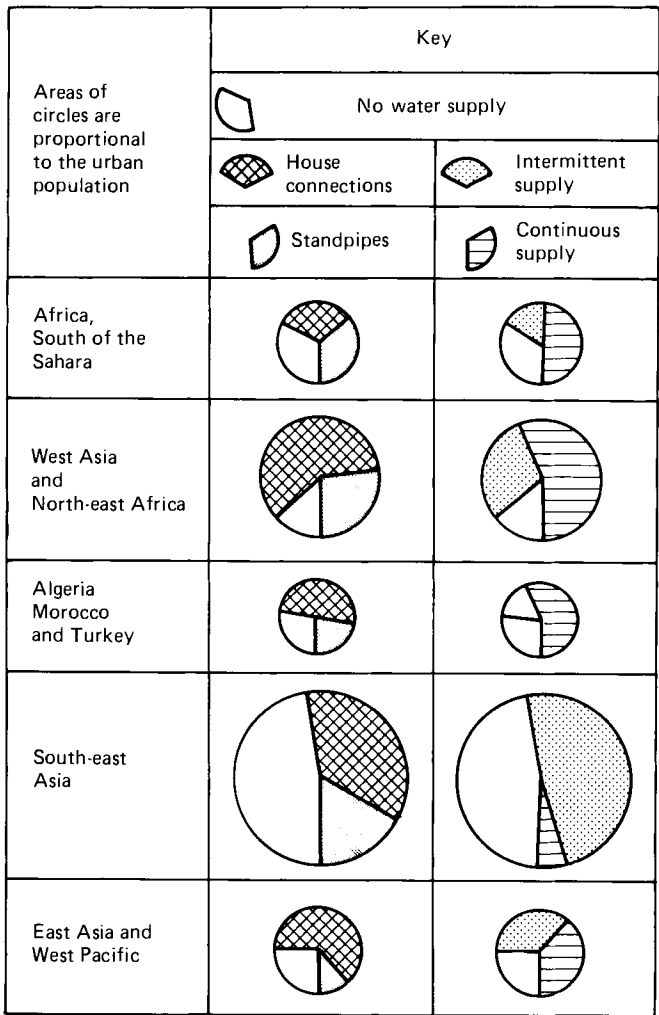 Areas of
circles are
proportional
to the urban
population
Key
No water supply
House
connections
Intermittent
supply
Standpipes
Continuous
supply
Africa,
South of the
Sahara
West Asia
and
North-east Africa
Algeria
Morocco
and Turkey
South-east
Asia
East Asia and
West Pacific